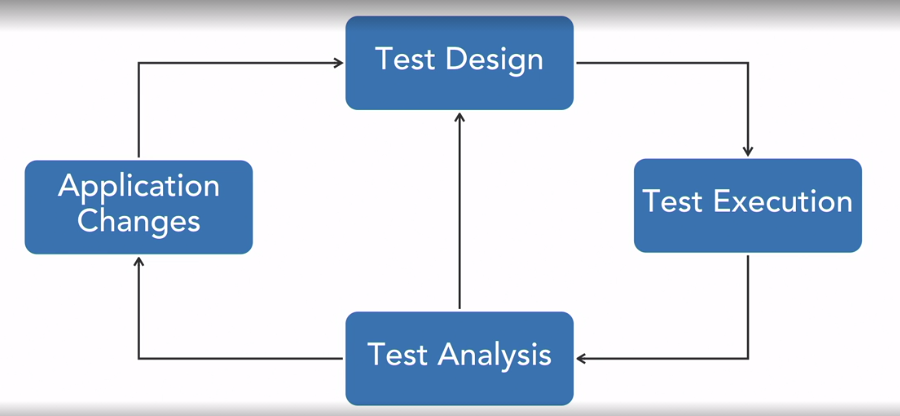 Test Design
Application
Changes
Test Execution
Test Analysis